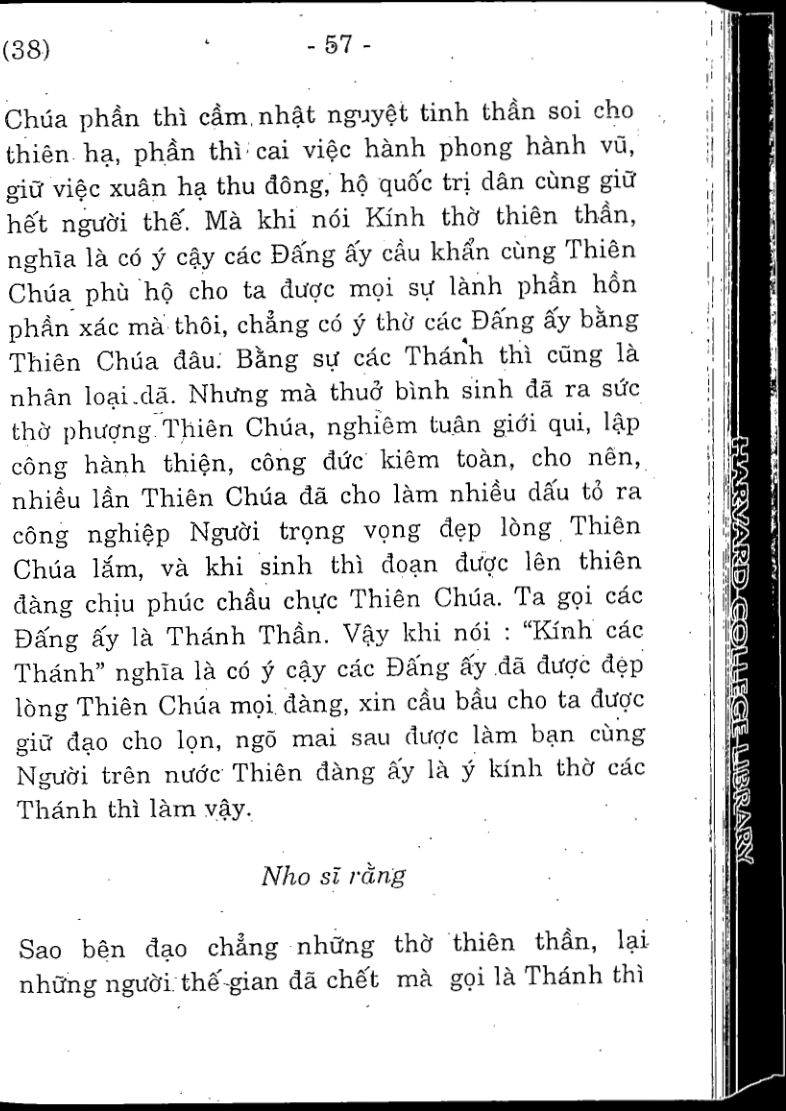 (38)
- 57 -
Chúa phần thì cầm nhật nguyệt tinh thần soi cho
thiên hạ, phần thì cai việc hành phong hành vũ,
giữ việc xuân hạ thu đông, hộ quốc trị dân cùng giữ
hết người thế. Mà khi nói Kính thờ thiên thần,
nghĩa là có ý cậy các Đấng ấy cầu khẩn cùng Thiên
Chúa phù hộ cho ta được mọi sự lành phần hồn
phần xác mà thôi, chẳng có ý thờ các Đấng ấy bằng
Thiên Chúa đâu. Bằng sự các Thánh thì cũng là
nhân loại dã. Nhưng mà thuở bình sinh đã ra sức
thờ phượng Thiên Chúa, nghiêm tuân giới qui, lập
công hành thiện, công đức kiêm toàn, cho nên,
nhiều lần Thiên Chúa đã cho làm nhiều dấu tỏ ra
công nghiệp Người trọng vọng đẹp lòng Thiên
Chúa lắm, và khi sinh thì đoạn được lên thiên
đàng chịu phúc chầu chực Thiên Chúa. Ta gọi các
Đấng ấy là Thánh Thần. Vậy khi nói : “Kính các
Thánh” nghĩa là có ý cậy các Đấng ấy đã được đẹp
lòng Thiên Chúa mọi đàng, xin cầu bầu cho ta được
giữ đạo cho lọn, ngõ mai sau được làm bạn cùng
Người trên nước Thiên đàng ấy là ý kính thờ các
Thánh thì làm vậy.
Nho sĩ rằng
Sao bên đạo chẳng những thờ thiên thần, lại
những người thế gian đã chết mà gọi là Thánh thì
HARVARD COLLEGE LIBRARY